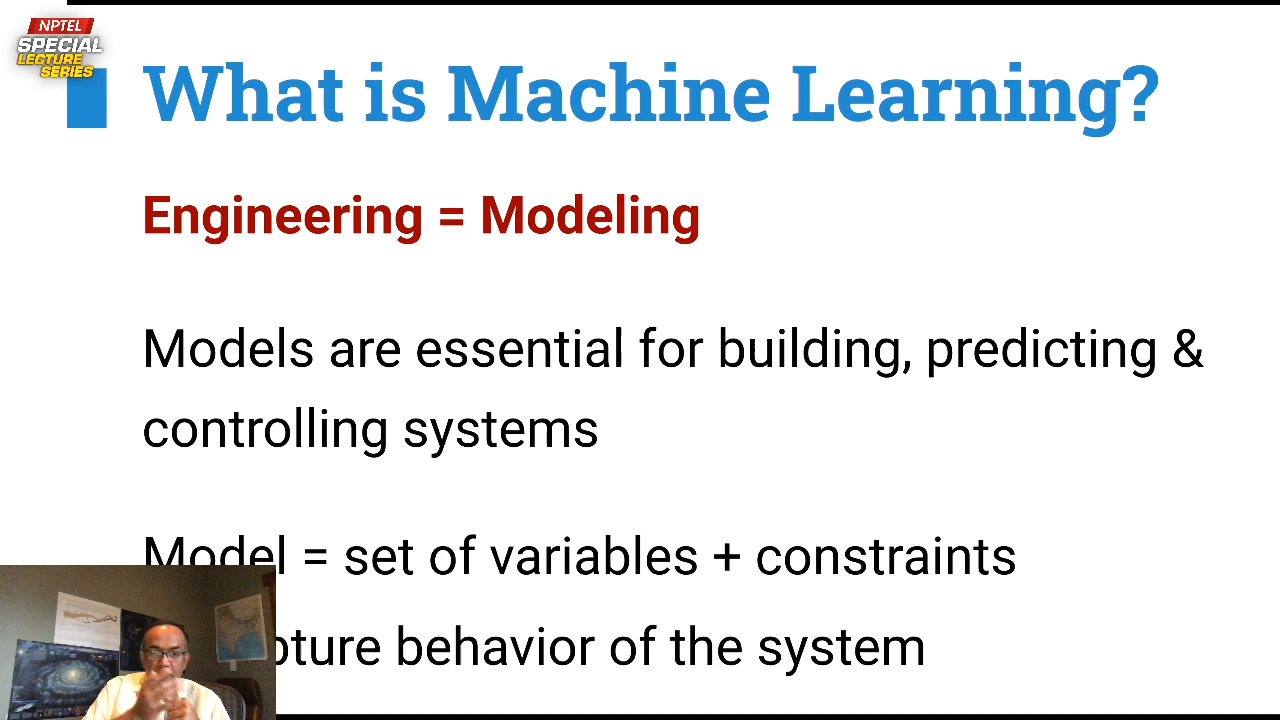 NPTEL
SPECIAL
LECTURE
SERIES
What is Machine Learning?
Engineering = Modeling
Models are essential for building, predicting &
controlling systems
Model = set of variables + constraints
behavior of the system